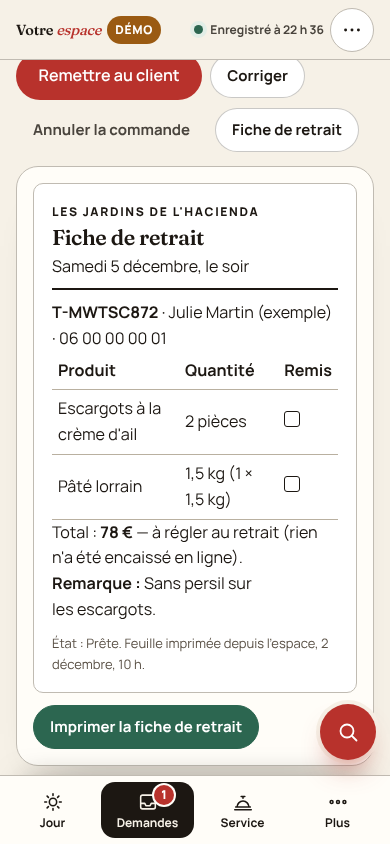 Votre espace DÉMO Enregistré à 22 h 36
Remettre au client Corriger
Annuler la commande Fiche de retrait
LES JARDINS DE L'HACIENDA
Fiche de retrait
Samedi 5 décembre, le soir
T-MWTSC872 · Julie Martin (exemple)
· 06 00 00 00 01
Produit Quantité Remis
Escargots à la
crème d'ail
2 pièces
Pâté lorrain
1,5 kg (1 ×
1,5 kg)
Total : 78 € — à régler au retrait (rien
n'a été encaissé en ligne).
Remarque : Sans persil sur
les escargots.
État : Prête. Feuille imprimée depuis l'espace, 2
décembre, 10 h.
Imprimer la fiche de retrait
1
Jour Demandes Service Plus